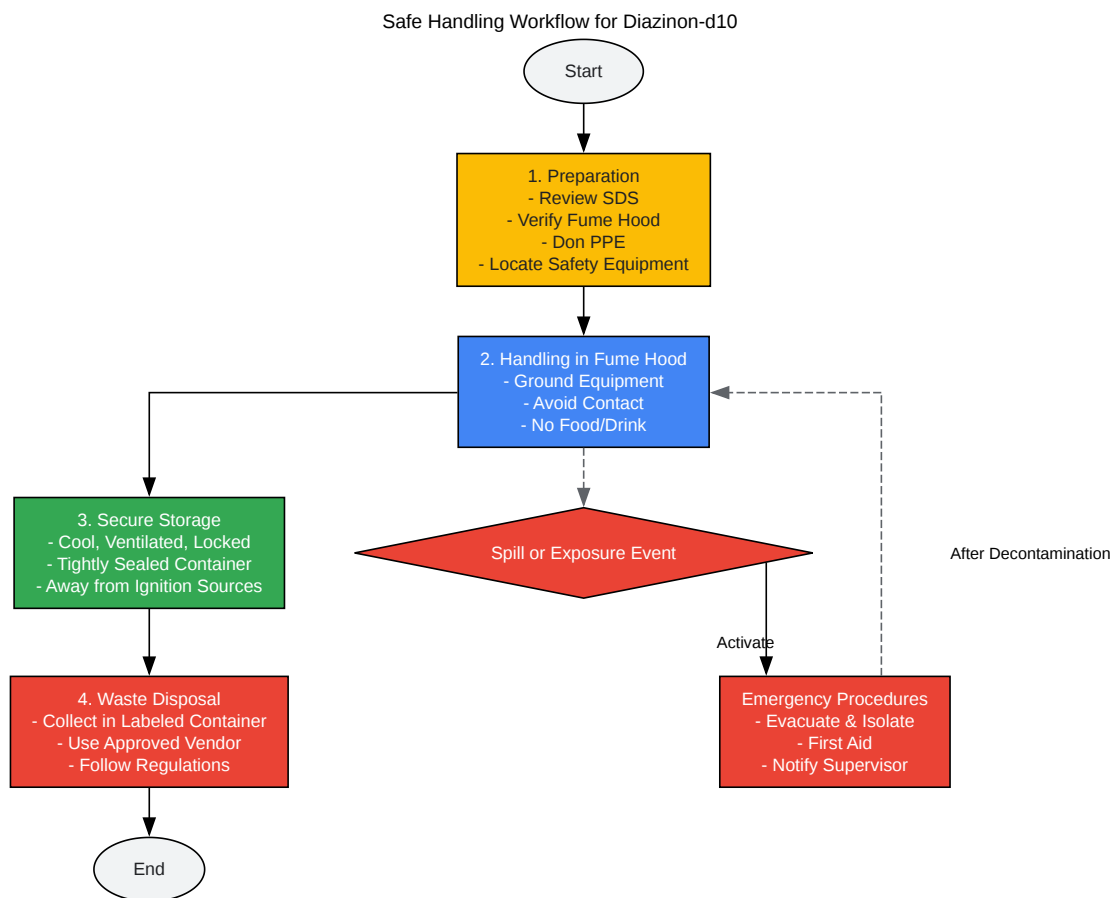 Safe Handling Workflow for Diazinon-d10
Start
1. Preparation
- Review SDS
- Verify Fume Hood
- Don PPE
- Locate Safety Equipment
2. Handling in Fume Hood
- Ground Equipment
- Avoid Contact
- No Food/Drink
3. Secure Storage
- Cool, Ventilated, Locked
- Tightly Sealed Container
- Away from Ignition Sources
Spill or Exposure Event
After Decontamination
Activate
4. Waste Disposal
- Collect in Labeled Container
- Use Approved Vendor
- Follow Regulations
Emergency Procedures
- Evacuate & Isolate
- First Aid
- Notify Supervisor
End